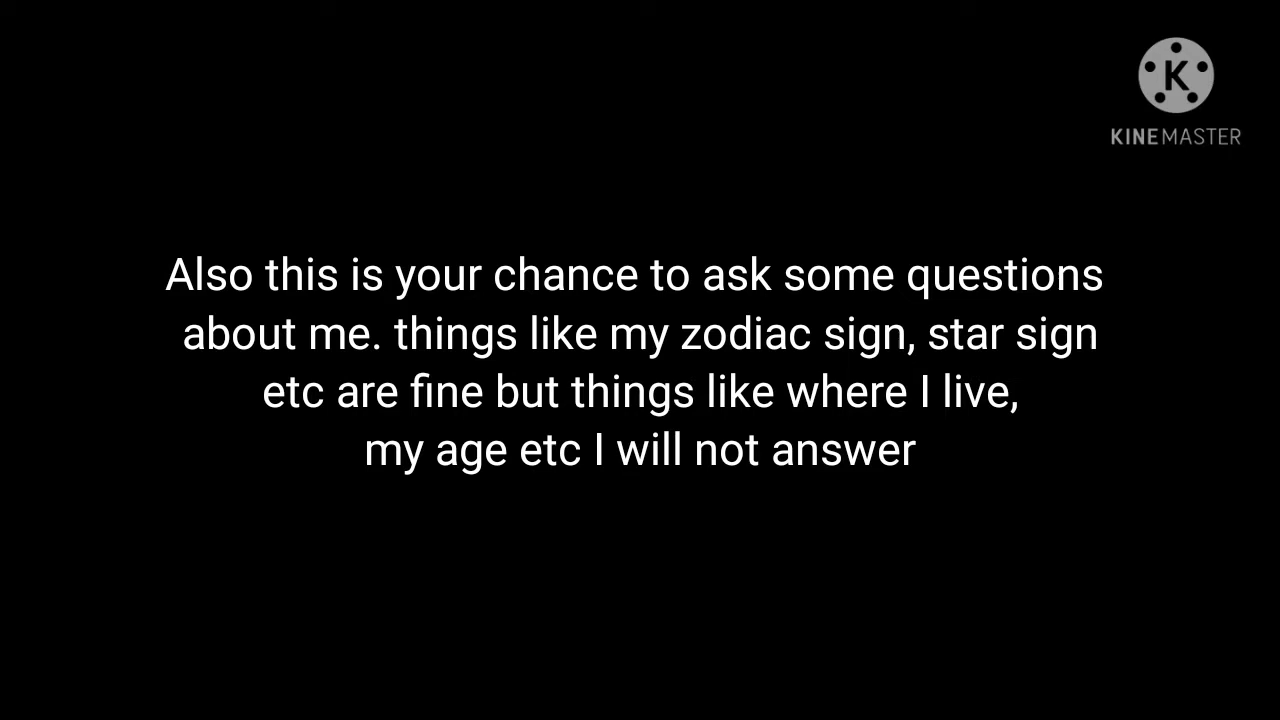 K
KINEMASTER
Also this is your chance to ask some questions
about me. things like my zodiac sign, star sign
etc are fine but things like where I live,
my age etc I will not answer